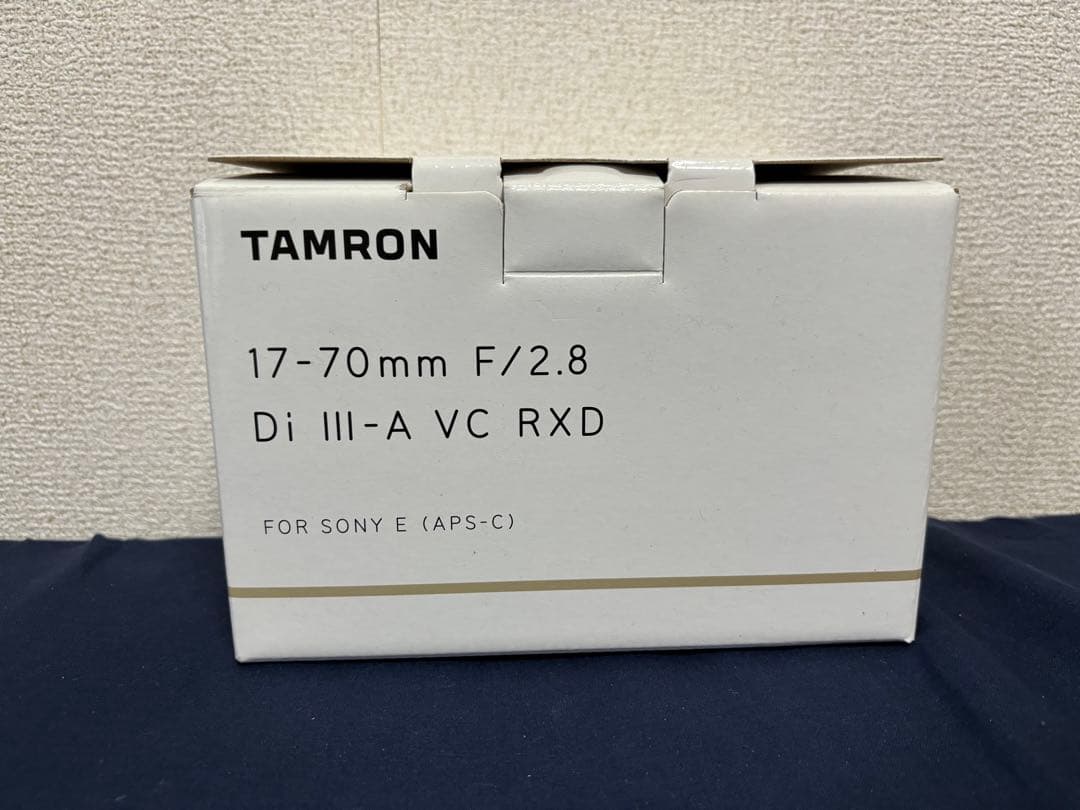 TAMRON
17-70mm F/2.8
Di III-A VC RXD
FOR SONY E (APS-C)